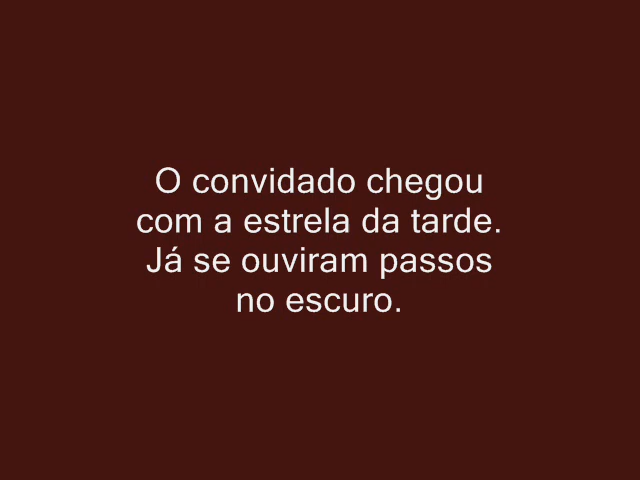 O convidado chegou
com a estrela da tarde.
Já se ouviram passos
no escuro.